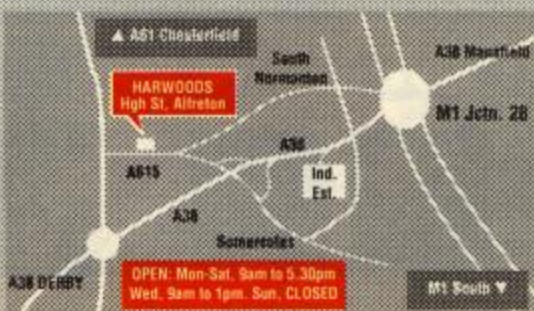 ▲ A61 Chesterfield
A38 Mansfield
South
Normanton
HARWOODS
Hgh St, Alfreton
M1 Jctn. 28
A38
A615
Ind.
Est.
A38
Somercotes
A38 DERBY
OPEN: Mon-Sat, 9am to 5.30pm
Wed, 9am to 1pm. Sun, CLOSED
M1 South ▼